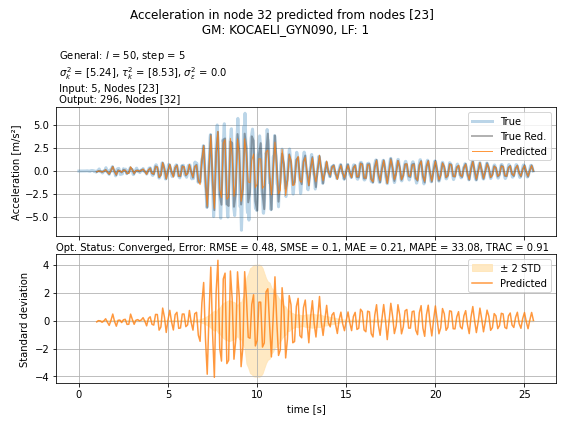 Acceleration in node 32 predicted from nodes [23]
GM: KOCAELI_GYN090, LF: 1
General: l = 50, step = 5
σ²ₖ = [5.24], τ²ₖ = [8.53], σ²ε = 0.0
Input: 5, Nodes [23]
Output: 296, Nodes [32]
5.0
2.5
0.0
−2.5
−5.0
Acceleration [m/s²]
True
True Red.
Predicted
Opt. Status: Converged, Error: RMSE = 0.48, SMSE = 0.1, MAE = 0.21, MAPE = 33.08, TRAC = 0.91
4
2
0
−2
−4
Standard deviation
± 2 STD
Predicted
0
5
10
15
20
25
time [s]